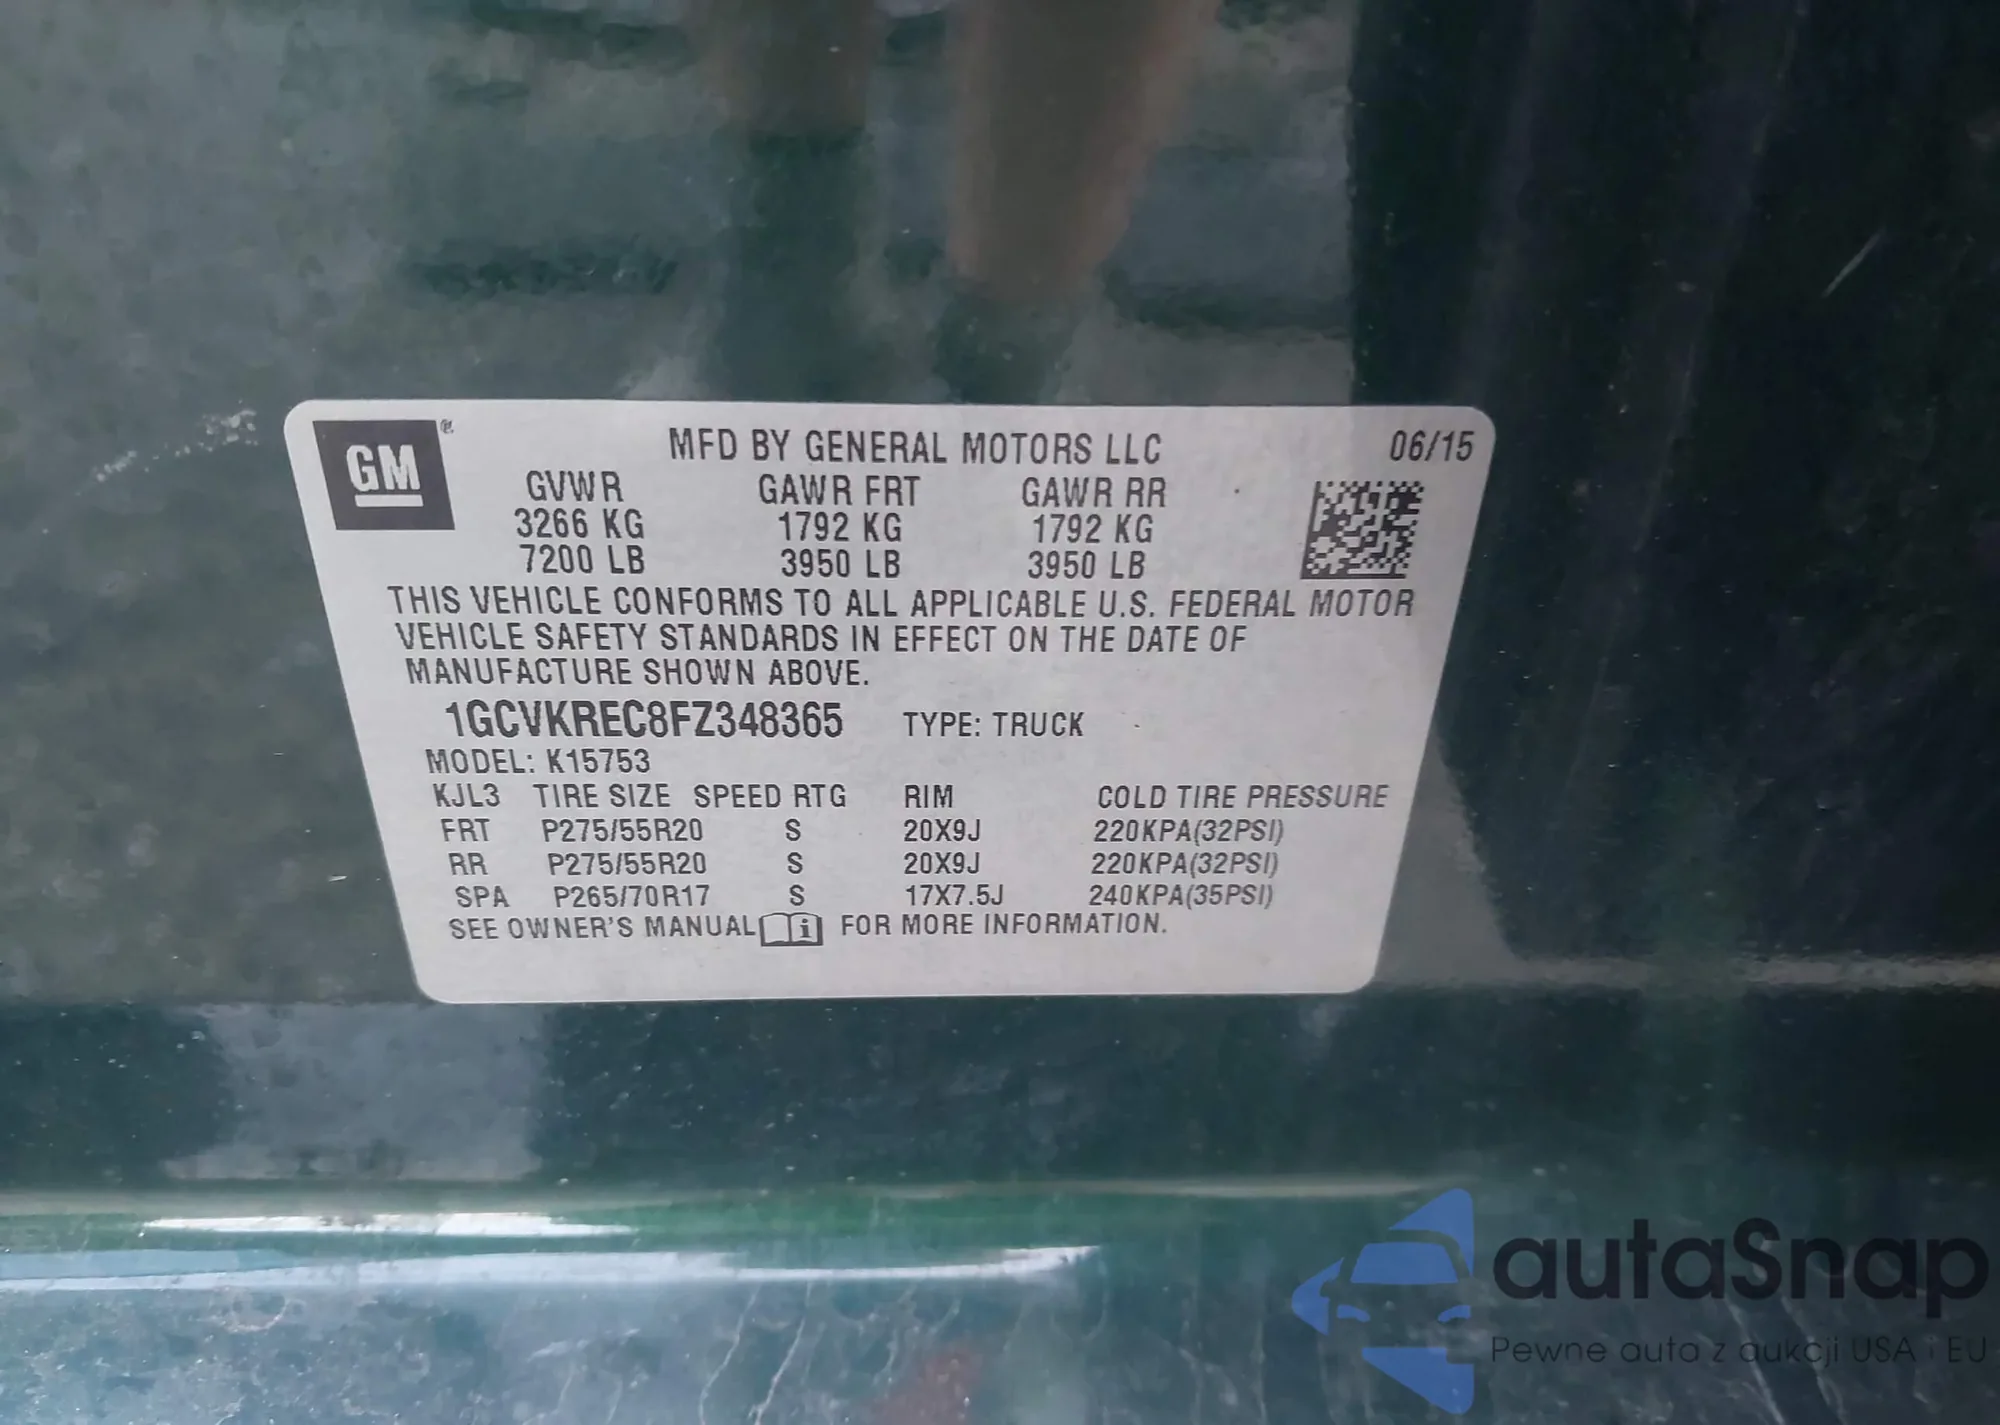 GM
MFD BY GENERAL MOTORS LLC 06/15
GVWR GAWR FRT GAWR RR
3266 KG 1792 KG 1792 KG
7200 LB 3950 LB 3950 LB
THIS VEHICLE CONFORMS TO ALL APPLICABLE U.S. FEDERAL MOTOR
VEHICLE SAFETY STANDARDS IN EFFECT ON THE DATE OF
MANUFACTURE SHOWN ABOVE.
1GCVKREC8FZ348365 TYPE: TRUCK
MODEL: K15753
KJL3 TIRE SIZE SPEED RTG RIM COLD TIRE PRESSURE
FRT P275/55R20 S 20X9J 220KPA(32PSI)
RR P275/55R20 S 20X9J 220KPA(32PSI)
SPA P265/70R17 S 17X7.5J 240KPA(35PSI)
SEE OWNER'S MANUAL i FOR MORE INFORMATION.
autaSnap
Pewne auta z aukcji USA i EU